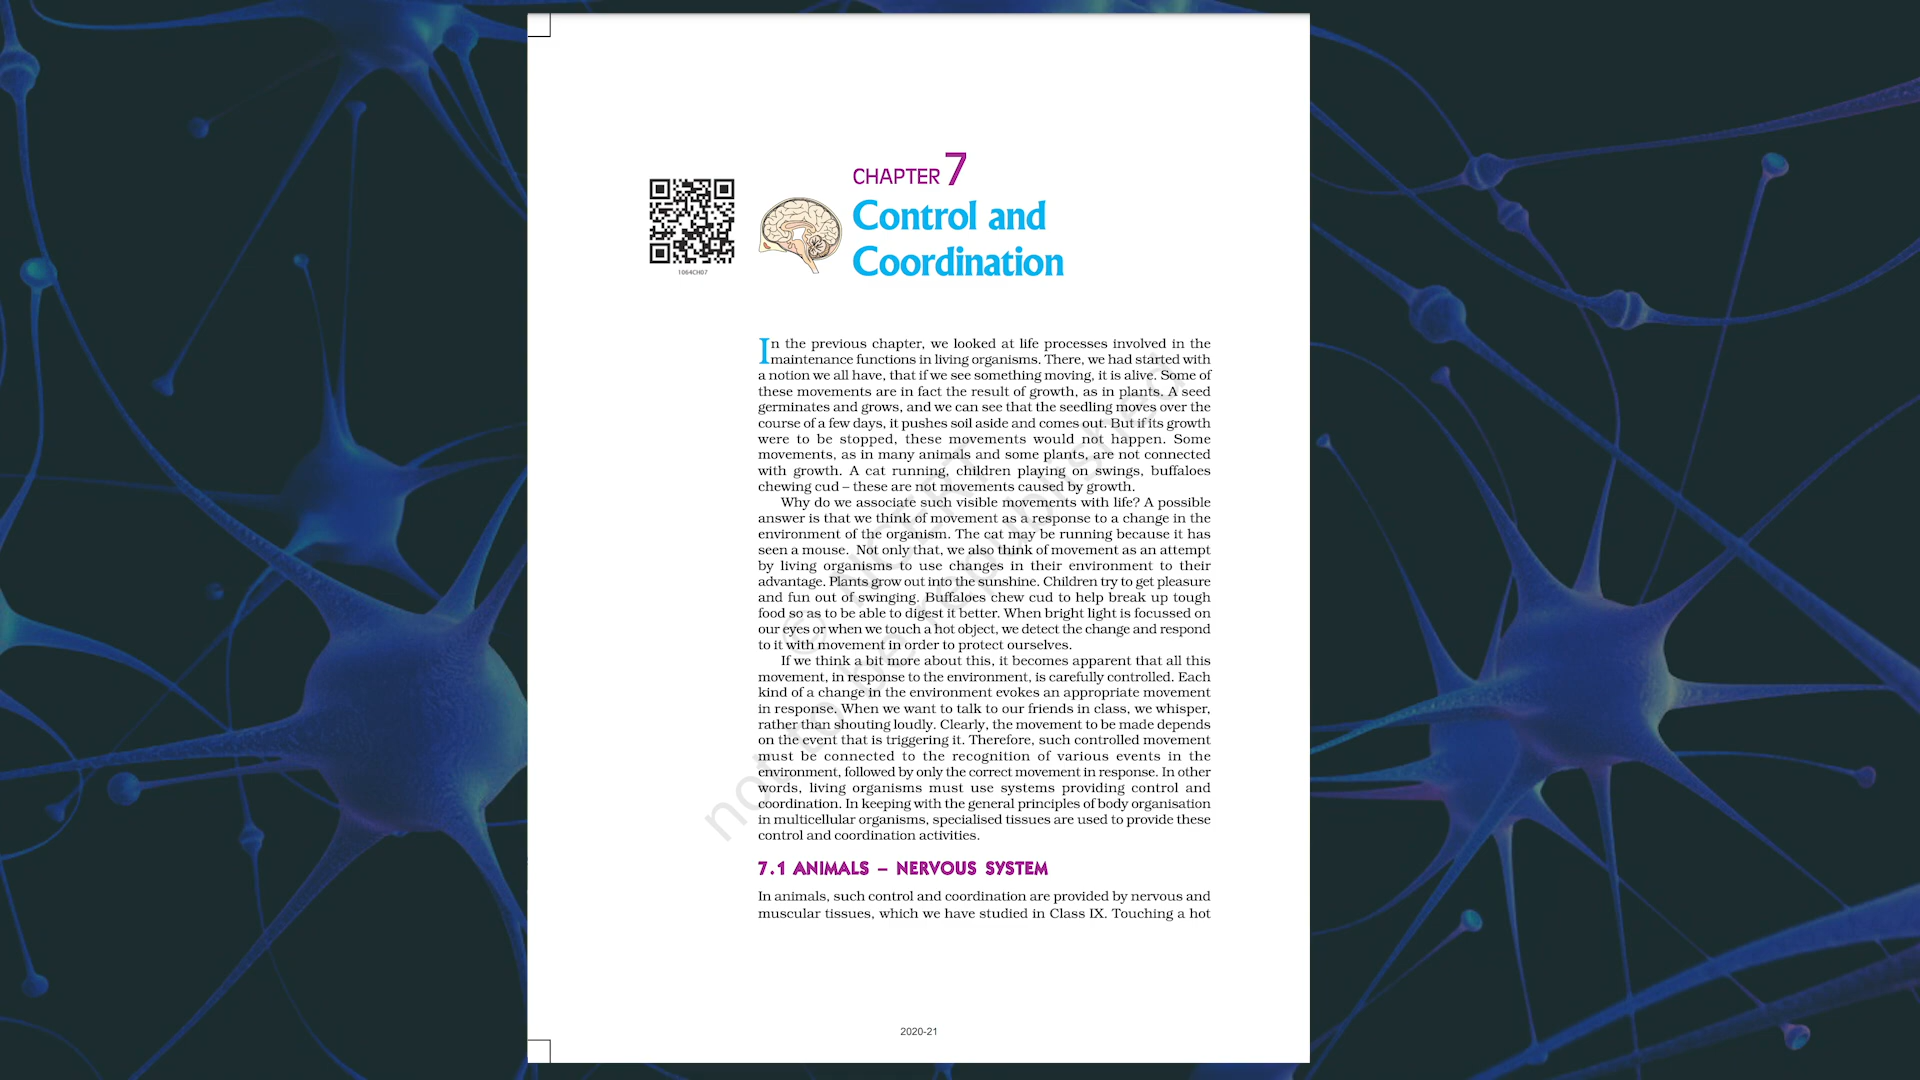 CHAPTER 7
Control and
Coordination
1064CH07
In the previous chapter, we looked at life processes involved in the
maintenance functions in living organisms. There, we had started with
a notion we all have, that if we see something moving, it is alive. Some of
these movements are in fact the result of growth, as in plants. A seed
germinates and grows, and we can see that the seedling moves over the
course of a few days, it pushes soil aside and comes out. But if its growth
were to be stopped, these movements would not happen. Some
movements, as in many animals and some plants, are not connected
with growth. A cat running, children playing on swings, buffaloes
chewing cud – these are not movements caused by growth.
Why do we associate such visible movements with life? A possible
answer is that we think of movement as a response to a change in the
environment of the organism. The cat may be running because it has
seen a mouse. Not only that, we also think of movement as an attempt
by living organisms to use changes in their environment to their
advantage. Plants grow out into the sunshine. Children try to get pleasure
and fun out of swinging. Buffaloes chew cud to help break up tough
food so as to be able to digest it better. When bright light is focussed on
our eyes or when we touch a hot object, we detect the change and respond
to it with movement in order to protect ourselves.
If we think a bit more about this, it becomes apparent that all this
movement, in response to the environment, is carefully controlled. Each
kind of a change in the environment evokes an appropriate movement
in response. When we want to talk to our friends in class, we whisper,
rather than shouting loudly. Clearly, the movement to be made depends
on the event that is triggering it. Therefore, such controlled movement
must be connected to the recognition of various events in the
environment, followed by only the correct movement in response. In other
words, living organisms must use systems providing control and
coordination. In keeping with the general principles of body organisation
in multicellular organisms, specialised tissues are used to provide these
control and coordination activities.
7.1 ANIMALS – NERVOUS SYSTEM
In animals, such control and coordination are provided by nervous and
muscular tissues, which we have studied in Class IX. Touching a hot
© NCERT
not to be republished
2020-21